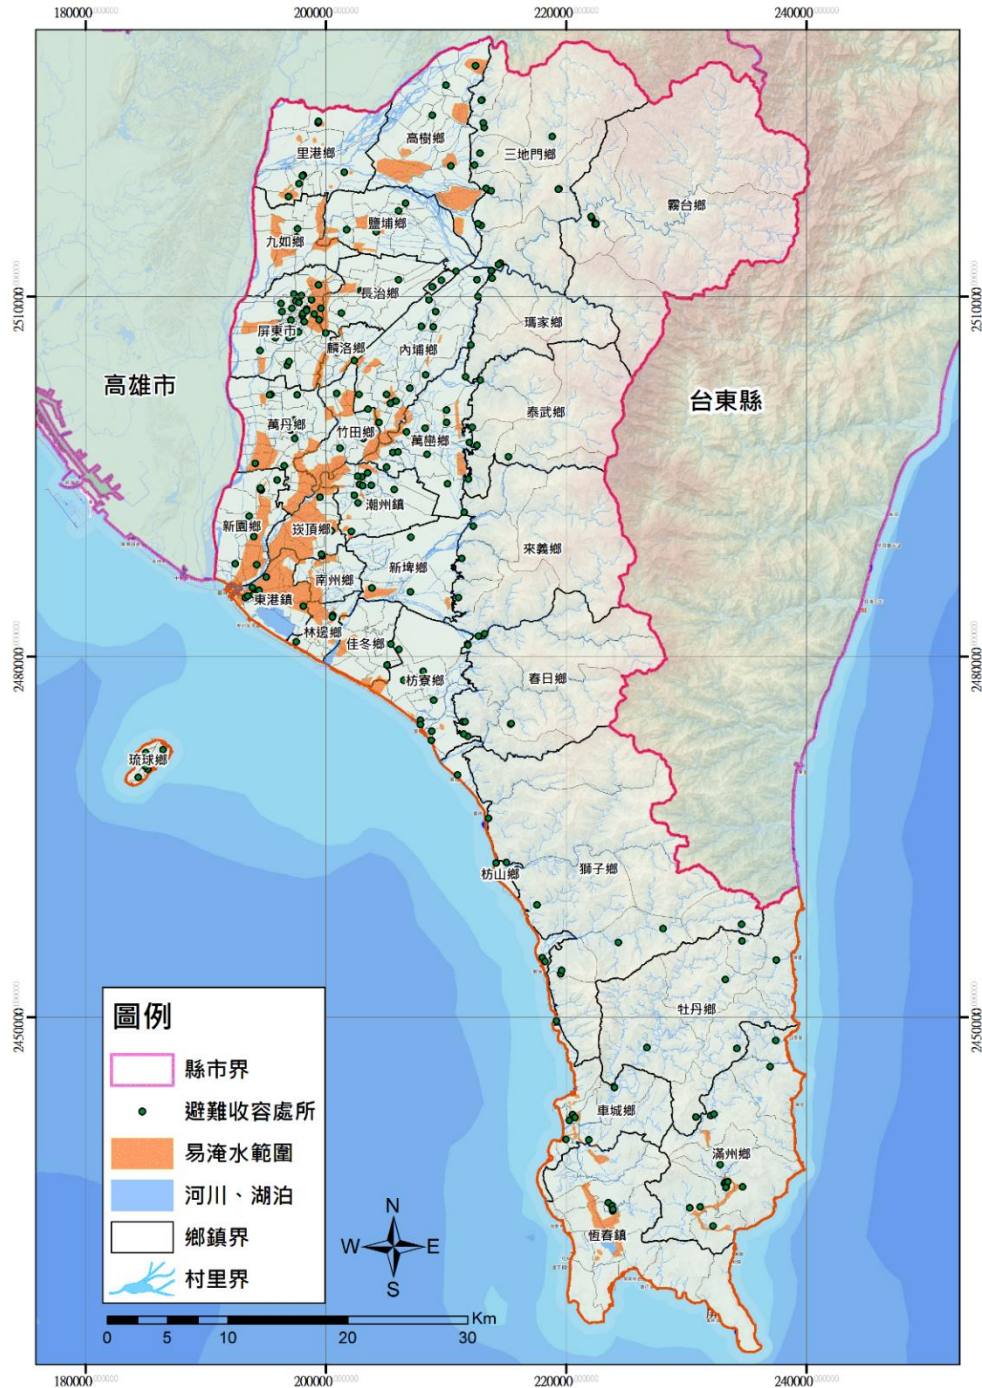 180000
200000
220000
240000
高樹鄉
里港鄉
三地門鄉
霧台鄉
鹽埔鄉
九如鄉
長治鄉
2510000
2510000
瑪家鄉
屏東市
麟洛鄉
內埔鄉
高雄市
台東縣
泰武鄉
萬丹鄉
竹田鄉
萬巒鄉
潮州鎮
新園鄉
崁頂鄉
來義鄉
新埤鄉
南州鄉
東港鎮
林邊鄉
佳冬鄉
2480000
2480000
枋寮鄉
春日鄉
琉球鄉
枋山鄉
獅子鄉
牡丹鄉
2450000
2450000
圖例
縣市界
避難收容處所
易淹水範圍
河川、湖泊
鄉鎮界
村里界
車城鄉
滿州鄉
恆春鎮
N
W
E
S
Km
0
5
10
20
30
180000
200000
220000
240000